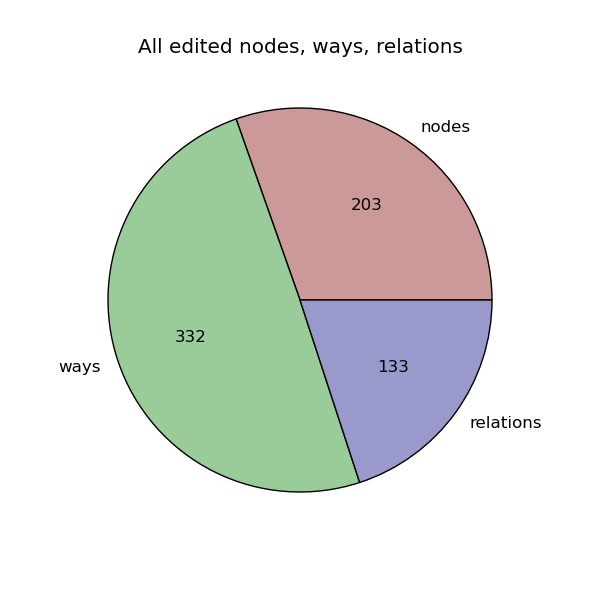 All edited nodes, ways, relations
nodes
203
332
ways
133
relations